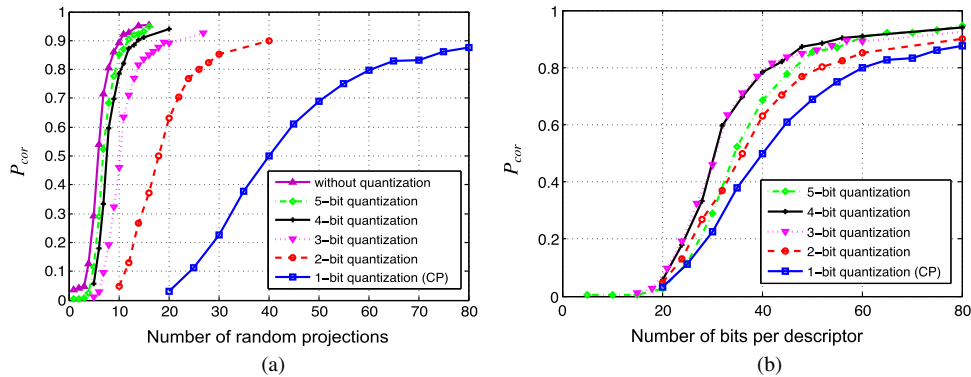 (a)
1
0.9
0.8
0.7
0.6
0.5
0.4
0.3
0.2
0.1
0
P_cor
0 10 20 30 40 50 60 70 80
Number of random projections
without quantization
5-bit quantization
4-bit quantization
3-bit quantization
2-bit quantization
1-bit quantization (CP)
(a)
1
0.8
0.6
0.4
0.2
0
P_cor
0 20 40 60 80
Number of bits per descriptor
5-bit quantization
4-bit quantization
3-bit quantization
2-bit quantization
1-bit quantization (CP)
(b)